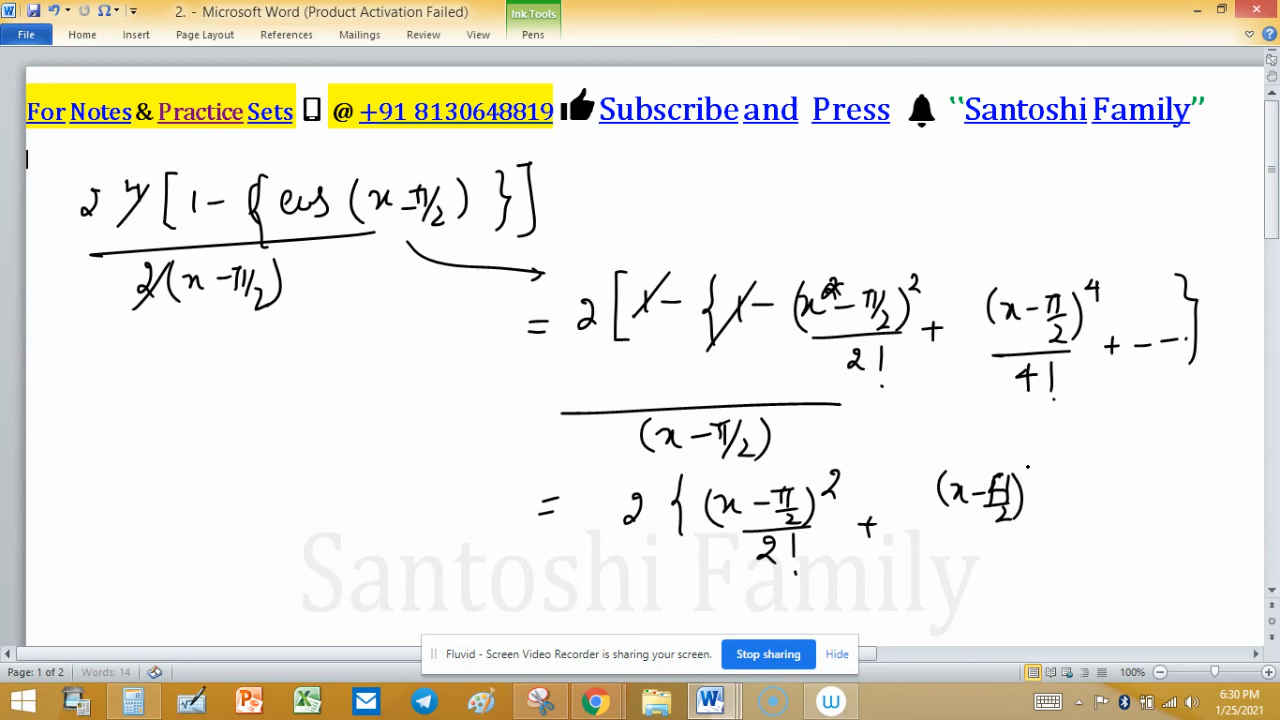 2. - Microsoft Word (Product Activation Failed)
Ink Tools
File Home Insert Page Layout References Mailings Review View Pens
For Notes & Practice Sets @ +91 8130648819 Subscribe and Press "Santoshi Family"
2 4 [1 - {cos (x - π/2) }]
2(x - π/2)
= 2 [1 - {1 - (x - π/2)^2 / 2! + (x - π/2)^4 / 4! + ---}
(x - π/2)
= 2 { (x - π/2)^2 / 2! + (x - π/2)
Santoshi Family
Fluvid - Screen Video Recorder is sharing your screen. Stop sharing Hide
Page: 1 of 2 Words: 14 100%
W
6:30 PM
1/25/2021